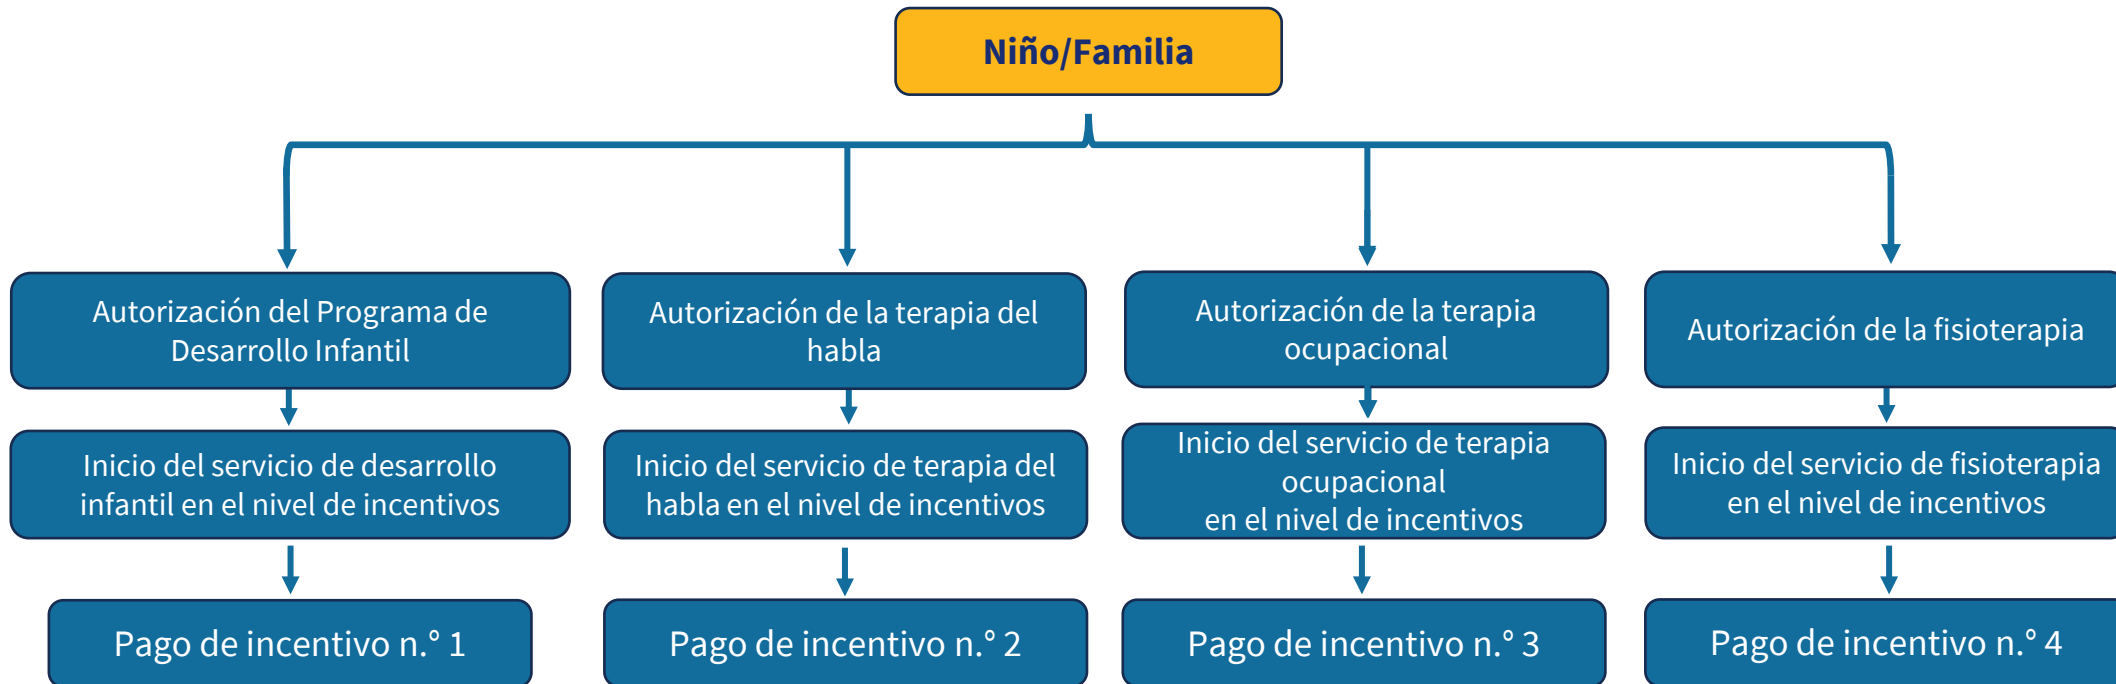 Niño/Familia
Autorización del Programa de
Desarrollo Infantil
Autorización de la terapia del
habla
Autorización de la terapia
ocupacional
Autorización de la fisioterapia
Inicio del servicio de desarrollo
infantil en el nivel de incentivos
Inicio del servicio de terapia del
habla en el nivel de incentivos
Inicio del servicio de terapia
ocupacional
en el nivel de incentivos
Inicio del servicio de fisioterapia
en el nivel de incentivos
Pago de incentivo n.° 1
Pago de incentivo n.° 2
Pago de incentivo n.° 3
Pago de incentivo n.° 4